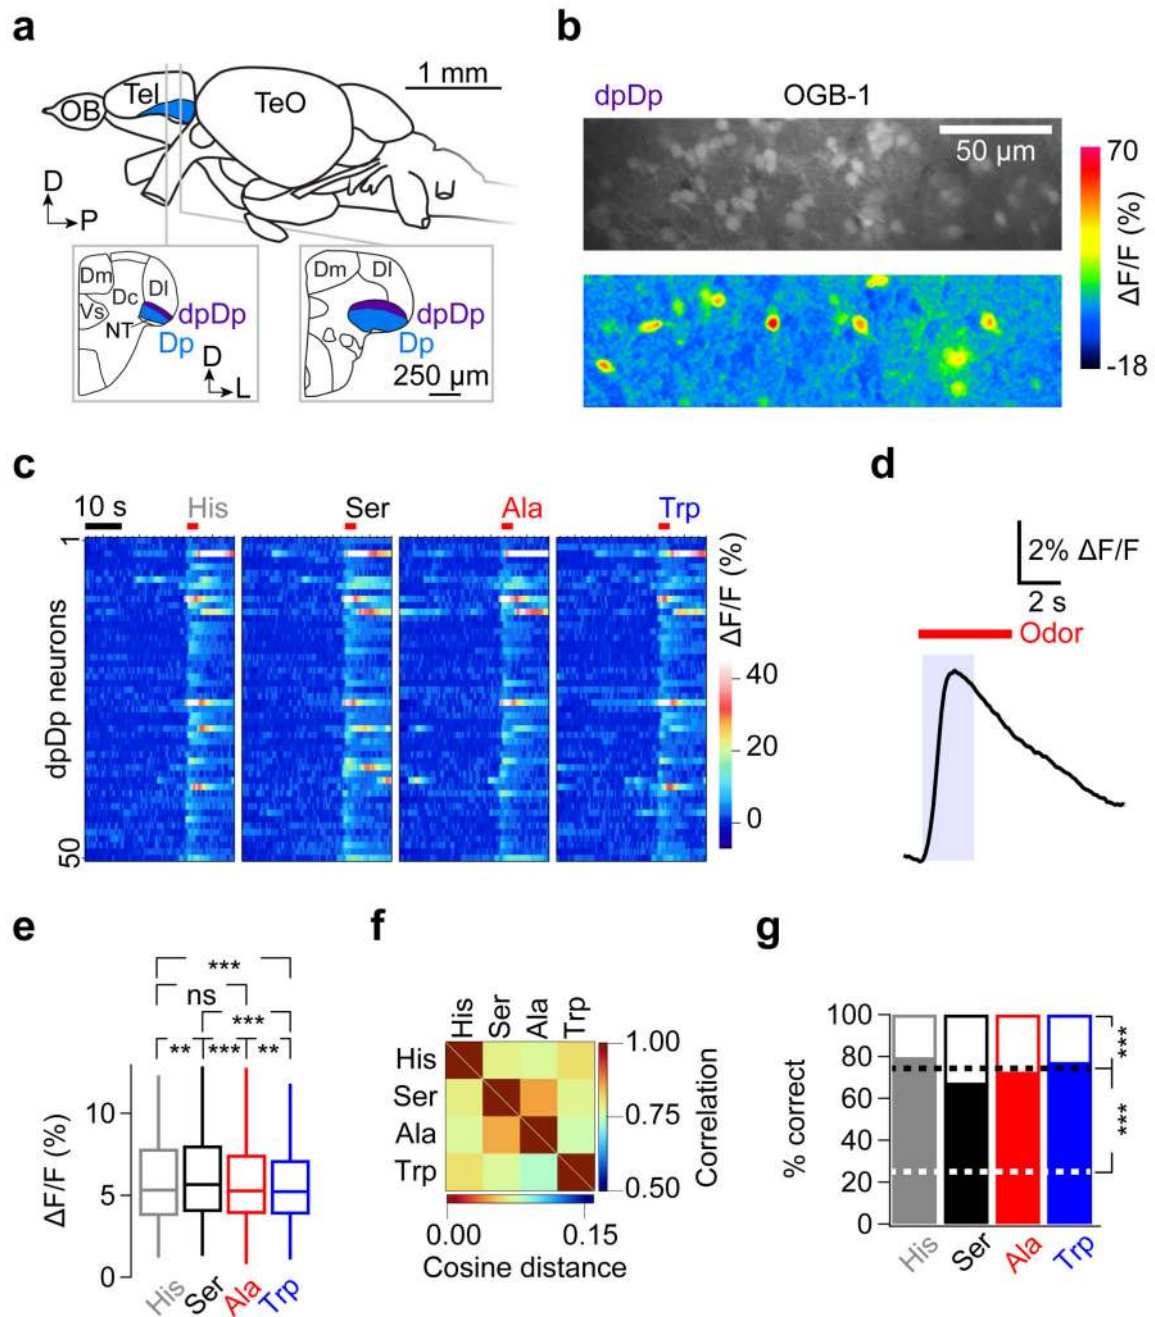 a
OB
Tel
TeO
1 mm
D
P
Dm
Dl
Dc
Vs
NT
dpDp
Dp
D
L
Dm
Dl
dpDp
Dp
250 µm
b
dpDp
OGB-1
50 µm
70
ΔF/F (%)
-18
c
10 s
His
Ser
Ala
Trp
1
dpDp neurons
50
ΔF/F (%)
40
20
0
d
2% ΔF/F
2 s
Odor
e
***
ns
***
** *** **
ΔF/F (%)
10
5
0
His Ser Ala Trp
f
His Ser Ala Trp
His
Ser
Ala
Trp
1.00
0.75
0.50
Correlation
0.00 0.15
Cosine distance
g
% correct
100
80
60
40
20
0
***
***
His Ser Ala Trp